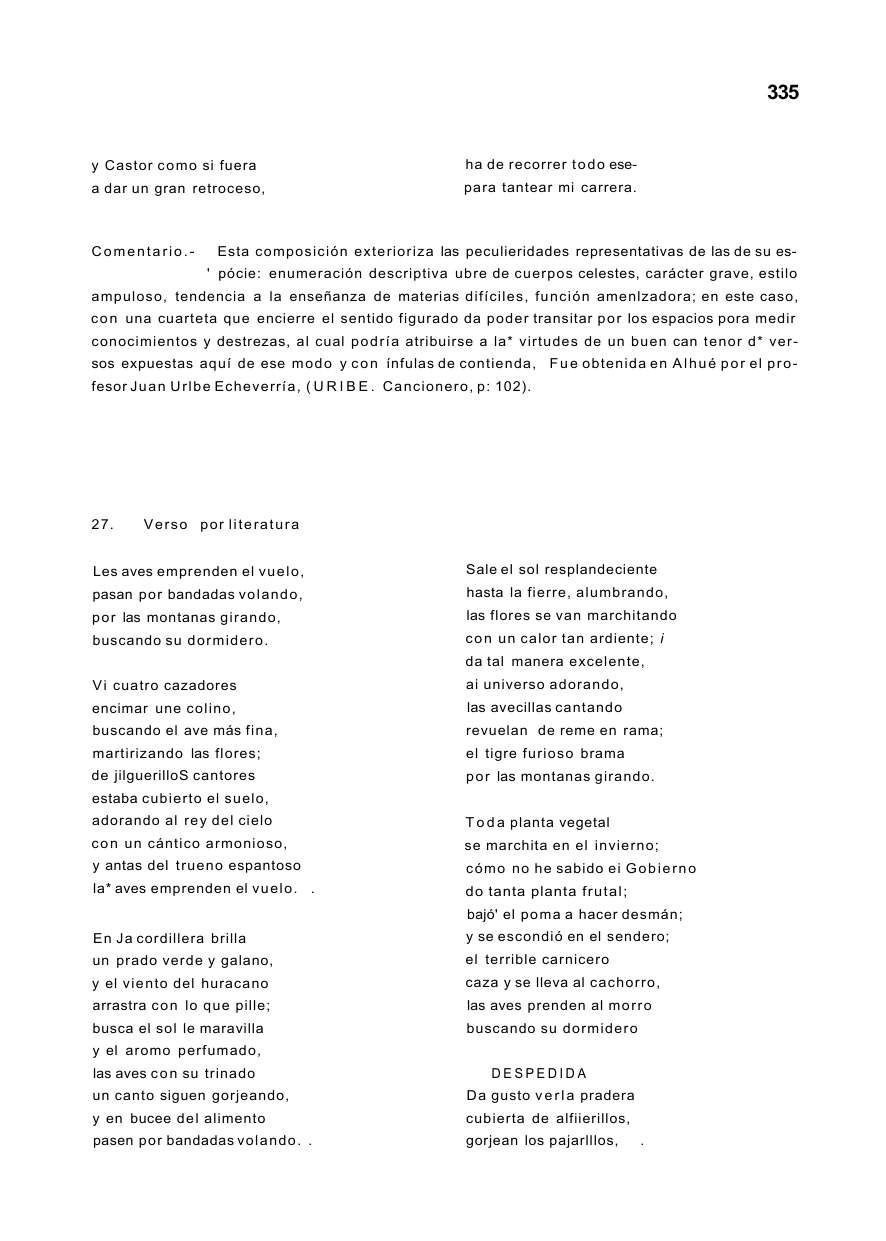 335
y Castor como si fuera
a dar un gran retroceso,
ha de recorrer todo ese-
para tantear mi carrera.
Comentario.- Esta composición exterioriza las peculieridades representativas de las de su es-
' pócie: enumeración descriptiva ubre de cuerpos celestes, carácter grave, estilo
ampuloso, tendencia a la enseñanza de materias difíciles, función amenlzadora; en este caso,
con una cuarteta que encierre el sentido figurado da poder transitar por los espacios pora medir
conocimientos y destrezas, al cual podría atribuirse a la* virtudes de un buen can tenor d* ver-
sos expuestas aquí de ese modo y con ínfulas de contienda, Fue obtenida en Alhué por el pro-
fesor Juan Urlbe Echeverría, (URIBE. Cancionero, p: 102).
27. Verso por literatura
Les aves emprenden el vuelo,
pasan por bandadas volando,
por las montanas girando,
buscando su dormidero.
Vi cuatro cazadores
encimar une colino,
buscando el ave más fina,
martirizando las flores;
de jilguerilloS cantores
estaba cubierto el suelo,
adorando al rey del cielo
con un cántico armonioso,
y antas del trueno espantoso
la* aves emprenden el vuelo. .
En Ja cordillera brilla
un prado verde y galano,
y el viento del huracano
arrastra con lo que pille;
busca el sol le maravilla
y el aromo perfumado,
las aves con su trinado
un canto siguen gorjeando,
y en bucee del alimento
pasen por bandadas volando. .
Sale el sol resplandeciente
hasta la fierre, alumbrando,
las flores se van marchitando
con un calor tan ardiente; i
da tal manera excelente,
ai universo adorando,
las avecillas cantando
revuelan de reme en rama;
el tigre furioso brama
por las montanas girando.
Toda planta vegetal
se marchita en el invierno;
cómo no he sabido ei Gobierno
do tanta planta frutal;
bajó' el poma a hacer desmán;
y se escondió en el sendero;
el terrible carnicero
caza y se lleva al cachorro,
las aves prenden al morro
buscando su dormidero
DESPEDIDA
Da gusto verla pradera
cubierta de alfiierillos,
gorjean los pajarlllos, .